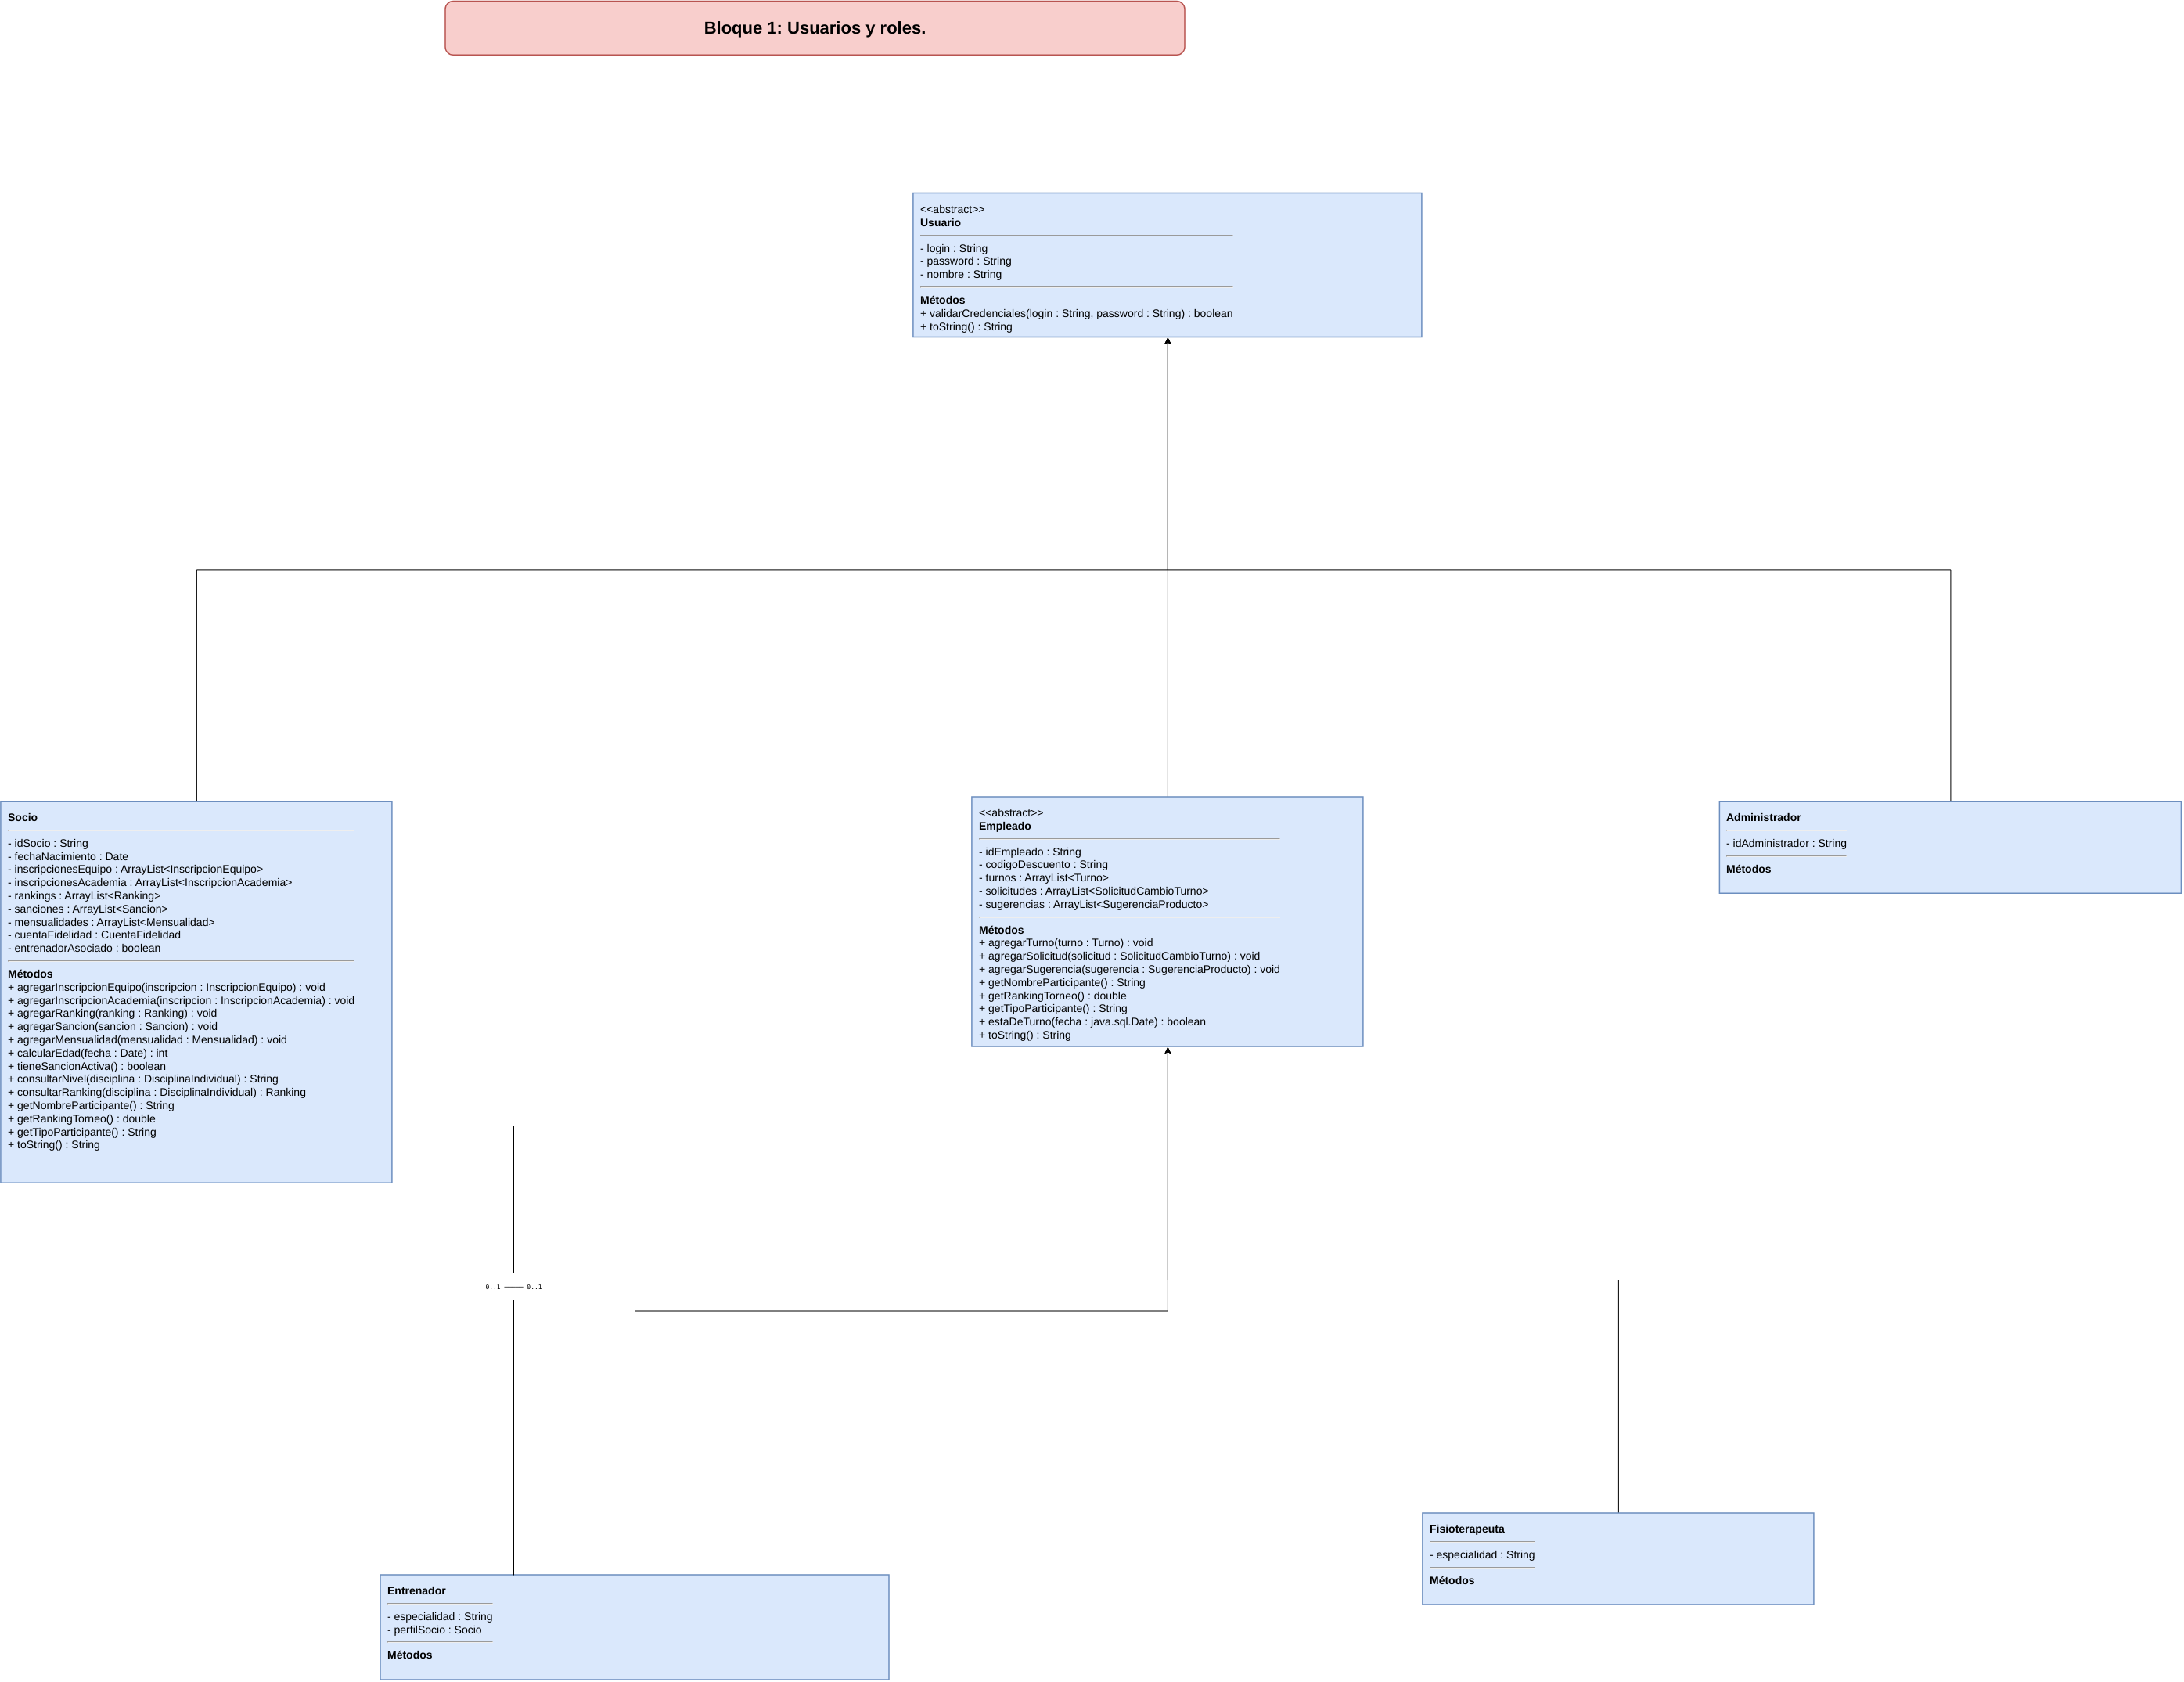 Bloque 1: Usuarios y roles.
<<abstract>>
Usuario
- login : String
- password : String
- nombre : String
Métodos
+ validarCredenciales(login : String, password : String) : boolean
+ toString() : String
Socio
- idSocio : String
- fechaNacimiento : Date
- inscripcionesEquipo : ArrayList<InscripcionEquipo>
- inscripcionesAcademia : ArrayList<InscripcionAcademia>
- rankings : ArrayList<Ranking>
- sanciones : ArrayList<Sancion>
- mensualidades : ArrayList<Mensualidad>
- cuentaFidelidad : CuentaFidelidad
- entrenadorAsociado : boolean
Métodos
+ agregarInscripcionEquipo(inscripcion : InscripcionEquipo) : void
+ agregarInscripcionAcademia(inscripcion : InscripcionAcademia) : void
+ agregarRanking(ranking : Ranking) : void
+ agregarSancion(sancion : Sancion) : void
+ agregarMensualidad(mensualidad : Mensualidad) : void
+ calcularEdad(fecha : Date) : int
+ tieneSancionActiva() : boolean
+ consultarNivel(disciplina : DisciplinaIndividual) : String
+ consultarRanking(disciplina : DisciplinaIndividual) : Ranking
+ getNombreParticipante() : String
+ getRankingTorneo() : double
+ getTipoParticipante() : String
+ toString() : String
<<abstract>>
Empleado
- idEmpleado : String
- codigoDescuento : String
- turnos : ArrayList<Turno>
- solicitudes : ArrayList<SolicitudCambioTurno>
- sugerencias : ArrayList<SugerenciaProducto>
Métodos
+ agregarTurno(turno : Turno) : void
+ agregarSolicitud(solicitud : SolicitudCambioTurno) : void
+ agregarSugerencia(sugerencia : SugerenciaProducto) : void
+ getNombreParticipante() : String
+ getRankingTorneo() : double
+ getTipoParticipante() : String
+ estaDeTurno(fecha : java.sql.Date) : boolean
+ toString() : String
Administrador
- idAdministrador : String
Métodos
0..1 ───── 0..1
Entrenador
- especialidad : String
- perfilSocio : Socio
Métodos
Fisioterapeuta
- especialidad : String
Métodos